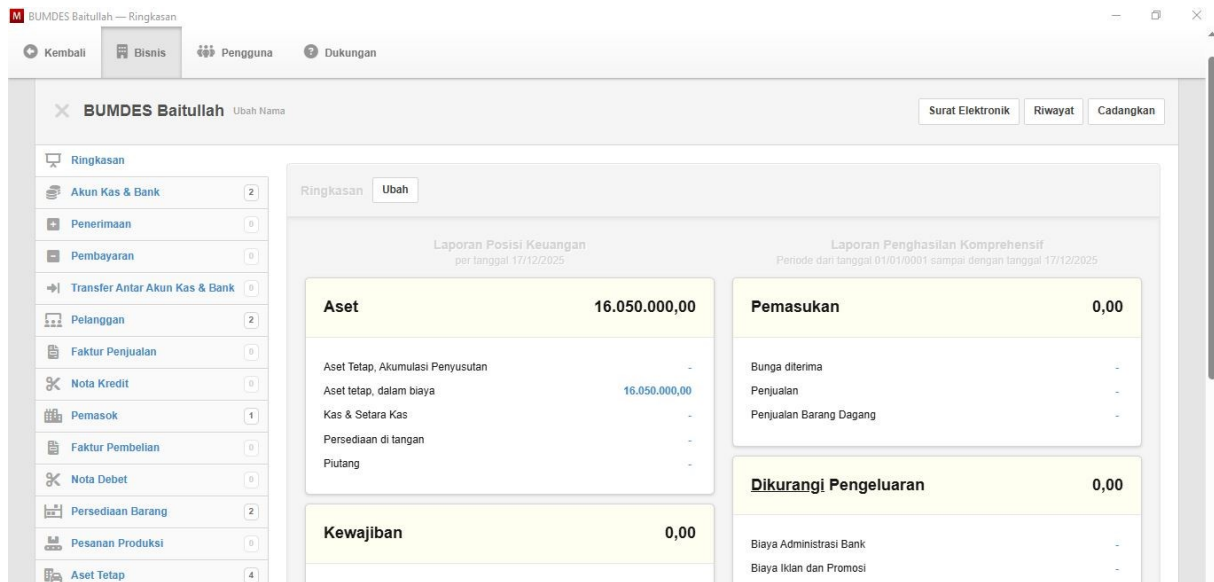 M BUMDES Baitullah — Ringkasan
Kembali Bisnis Pengguna Dukungan
BUMDES Baitullah Ubah Nama Surat Elektronik Riwayat Cadangkan
Ringkasan
Akun Kas & Bank 2
Penerimaan 0
Pembayaran 0
Transfer Antar Akun Kas & Bank 0
Pelanggan 2
Faktur Penjualan 0
Nota Kredit 0
Pemasok 1
Faktur Pembelian 0
Nota Debet 0
Persediaan Barang 2
Pesanan Produksi 0
Aset Tetap 4
Ringkasan Ubah
Laporan Posisi Keuangan
per tanggal 17/12/2025
Aset 16.050.000,00
Aset Tetap, Akumulasi Penyusutan -
Aset tetap, dalam biaya 16.050.000,00
Kas & Setara Kas -
Persediaan di tangan -
Piutang -
Kewajiban 0,00
Laporan Penghasilan Komprehensif
Periode dari tanggal 01/01/0001 sampai dengan tanggal 17/12/2025
Pemasukan 0,00
Bunga diterima -
Penjualan -
Penjualan Barang Dagang -
Dikurangi Pengeluaran 0,00
Biaya Administrasi Bank -
Biaya Iklan dan Promosi -